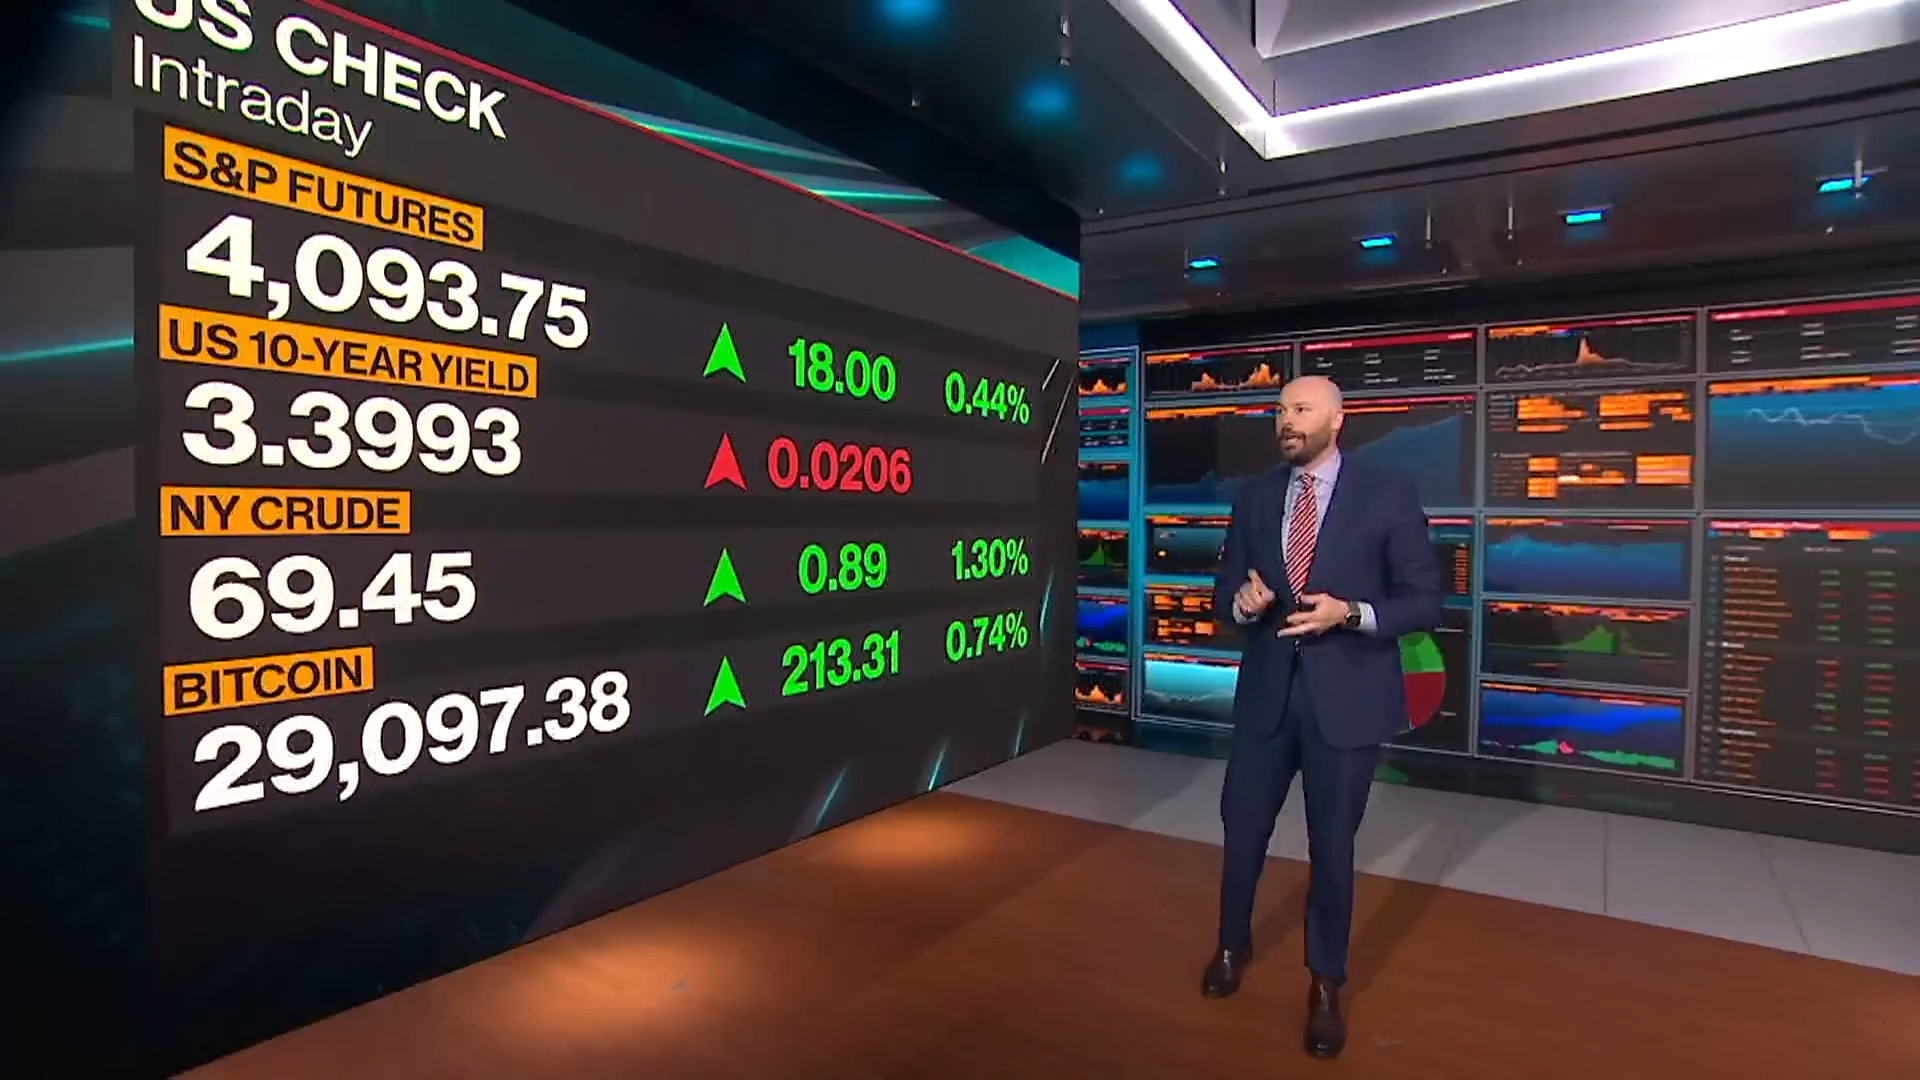 US CHECK
Intraday
S&P FUTURES
4,093.75 18.00 0.44%
US 10-YEAR YIELD
3.3993 0.0206
NY CRUDE
69.45 0.89 1.30%
BITCOIN
29,097.38 213.31 0.74%